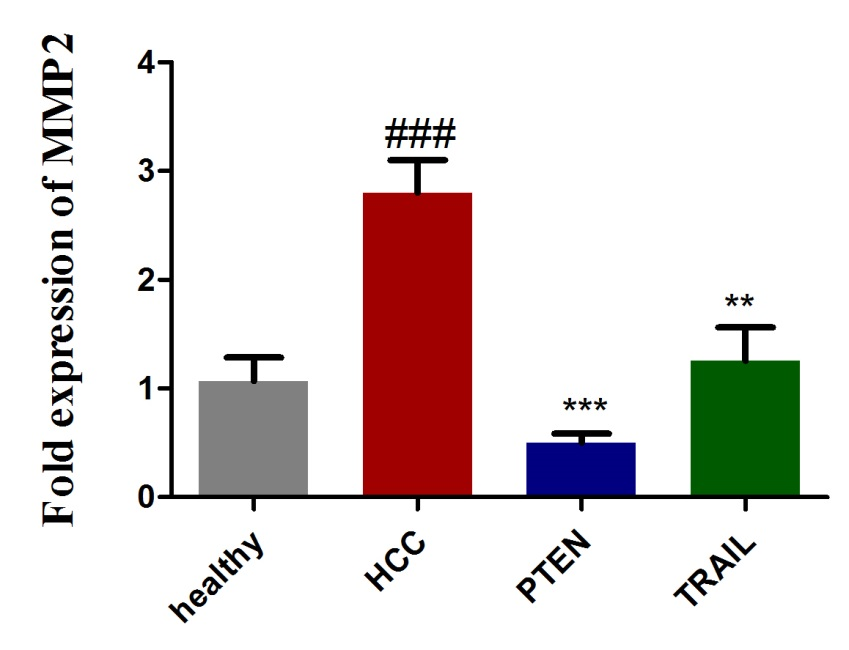 Fold expression of MMP2
4
3
2
1
0
###
***
**
healthy
HCC
PTEN
TRAIL